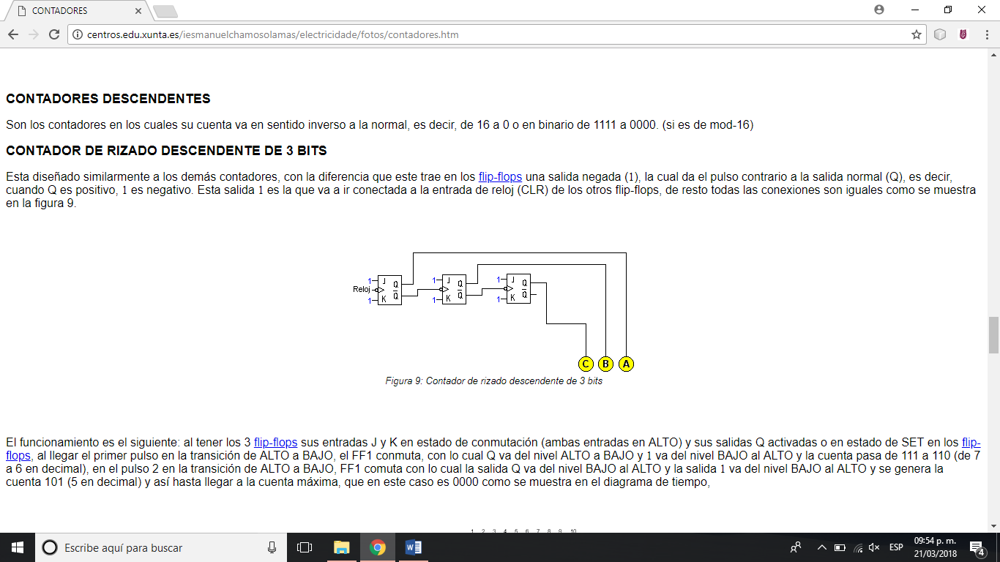 CONTADORES
centros.edu.xunta.es/iesmanuelchamosolamas/electricidade/fotos/contadores.htm
CONTADORES DESCENDENTES
Son los contadores en los cuales su cuenta va en sentido inverso a la normal, es decir, de 16 a 0 o en binario de 1111 a 0000. (si es de mod-16)
CONTADOR DE RIZADO DESCENDENTE DE 3 BITS
Esta diseñado similarmente a los demás contadores, con la diferencia que este trae en los flip-flops una salida negada (1), la cual da el pulso contrario a la salida normal (Q), es decir,
cuando Q es positivo, 1 es negativo. Esta salida 1 es la que va a ir conectada a la entrada de reloj (CLR) de los otros flip-flops, de resto todas las conexiones son iguales como se muestra
en la figura 9.
1 J Q 1 J Q 1 J Q
Reloj
1 K Q̅ 1 K Q̅ 1 K Q̅
C B A
Figura 9: Contador de rizado descendente de 3 bits
El funcionamiento es el siguiente: al tener los 3 flip-flops sus entradas J y K en estado de conmutación (ambas entradas en ALTO) y sus salidas Q activadas o en estado de SET en los flip-
flops, al llegar el primer pulso en la transición de ALTO a BAJO, el FF1 conmuta, con lo cual Q va del nivel ALTO a BAJO y 1 va del nivel BAJO al ALTO y la cuenta pasa de 111 a 110 (de 7
a 6 en decimal), en el pulso 2 en la transición de ALTO a BAJO, FF1 comuta con lo cual la salida Q va del nivel BAJO al ALTO y la salida 1 va del nivel BAJO al ALTO y se genera la
cuenta 101 (5 en decimal) y así hasta llegar a la cuenta máxima, que en este caso es 0000 como se muestra en el diagrama de tiempo,
1 2 3 4 5 6 7 8 9 10
Escribe aquí para buscar
ESP
09:54 p. m.
21/03/2018
4